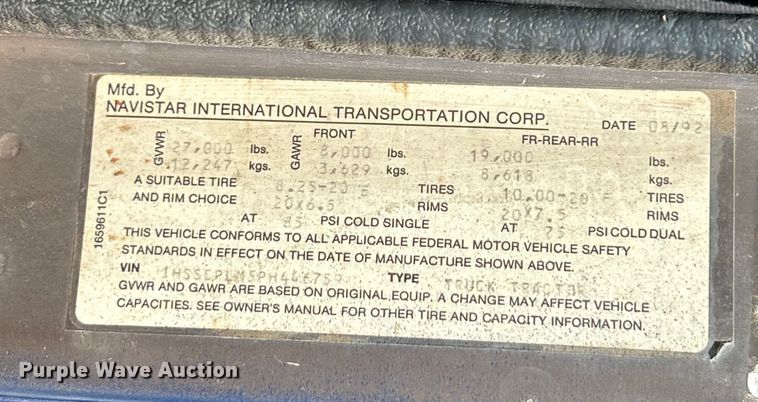 Mfd. By
NAVISTAR INTERNATIONAL TRANSPORTATION CORP. DATE 05/92
FRONT FR-REAR-RR
GVWR 27,000 lbs. GAWR 8,000 lbs. 19,000 lbs.
12,247 kgs. 3,629 kgs. 8,618 kgs.
A SUITABLE TIRE 8.25-20 TIRES 10.00-20 TIRES
AND RIM CHOICE 20x6.5 RIMS 20x7.5 RIMS
AT 85 PSI COLD SINGLE AT 75 PSI COLD DUAL
THIS VEHICLE CONFORMS TO ALL APPLICABLE FEDERAL MOTOR VEHICLE SAFETY
STANDARDS IN EFFECT ON THE DATE OF MANUFACTURE SHOWN ABOVE.
VIN TYPE TRUCK TRACTOR
GVWR AND GAWR ARE BASED ON ORIGINAL EQUIP. A CHANGE MAY AFFECT VEHICLE
CAPACITIES. SEE OWNER'S MANUAL FOR OTHER TIRE AND CAPACITY INFORMATION.
1659611C1
Purple Wave Auction